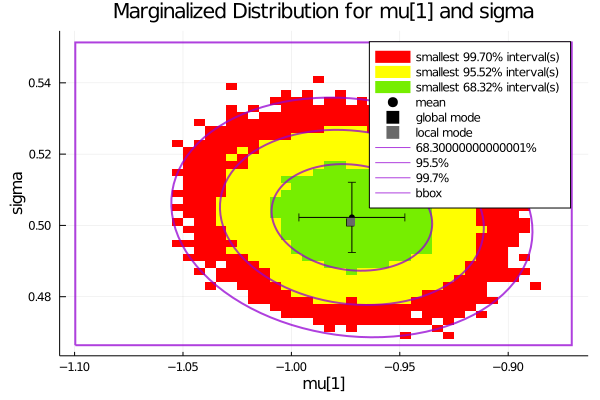 Marginalized Distribution for mu[1] and sigma
smallest 99.70% interval(s)
smallest 95.52% interval(s)
smallest 68.32% interval(s)
mean
global mode
local mode
68.30000000000001%
95.5%
99.7%
bbox
0.54
0.52
0.50
0.48
sigma
−1.10 −1.05 −1.00 −0.95 −0.90
mu[1]